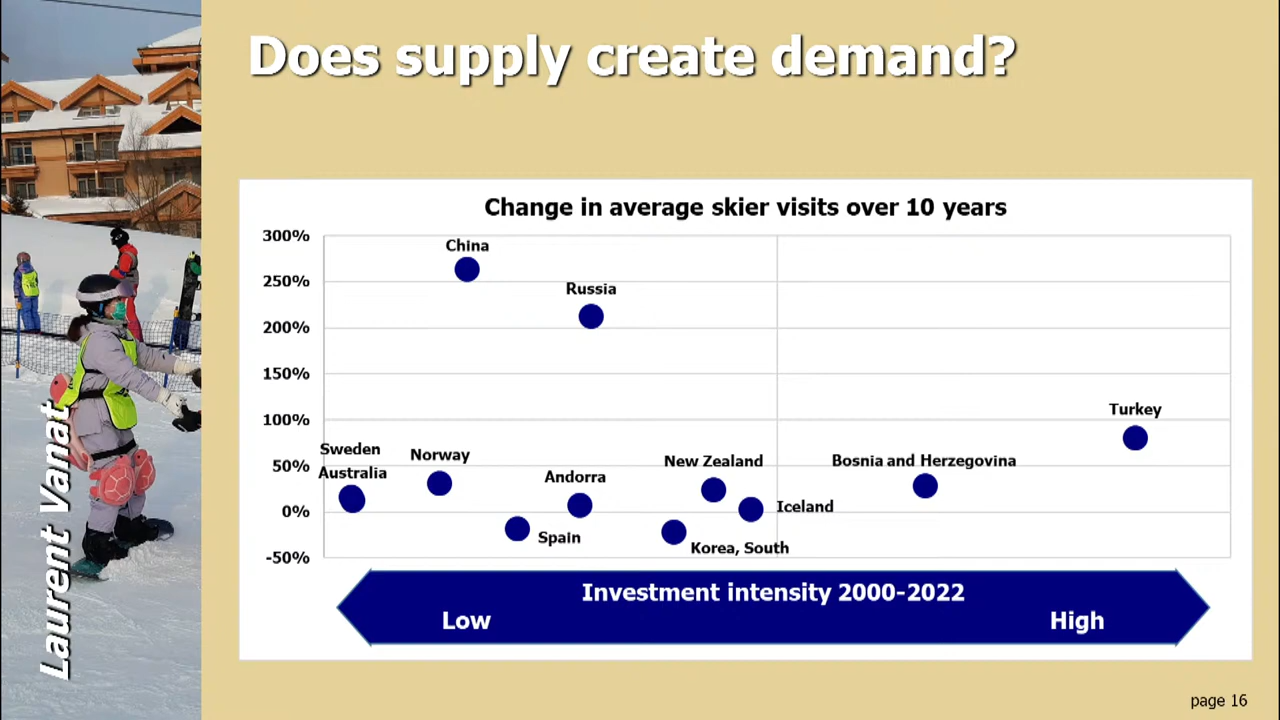 Does supply create demand?
Laurent Vanat
Change in average skier visits over 10 years
300%
250%
200%
150%
100%
50%
0%
-50%
China
Russia
Turkey
Sweden
Australia
Norway
Andorra
New Zealand
Bosnia and Herzegovina
Iceland
Spain
Korea, South
Investment intensity 2000-2022
Low
High
page 16